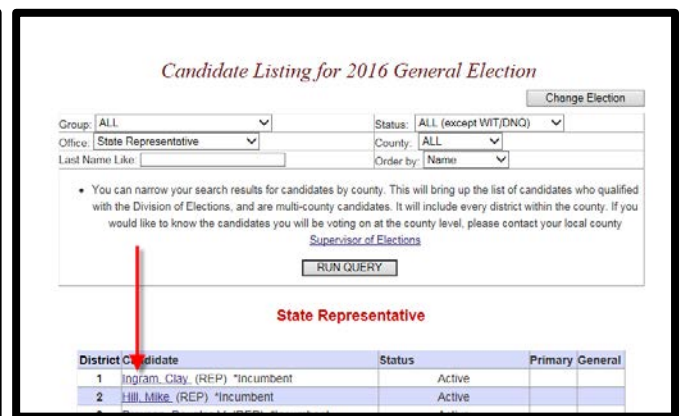 Candidate Listing for 2016 General Election
Change Election
Group: ALL Status: ALL (except WIT/DNQ)
Office: State Representative County: ALL
Last Name Like: Order by: Name
• You can narrow your search results for candidates by county. This will bring up the list of candidates who qualified
with the Division of Elections, and are multi-county candidates. It will include every district within the county. If you
would like to know the candidates you will be voting on at the county level, please contact your local county
Supervisor of Elections
RUN QUERY
State Representative
District Candidate Status Primary General
1 Ingram, Clay (REP) *Incumbent Active
2 Hill, Mike (REP) *Incumbent Active